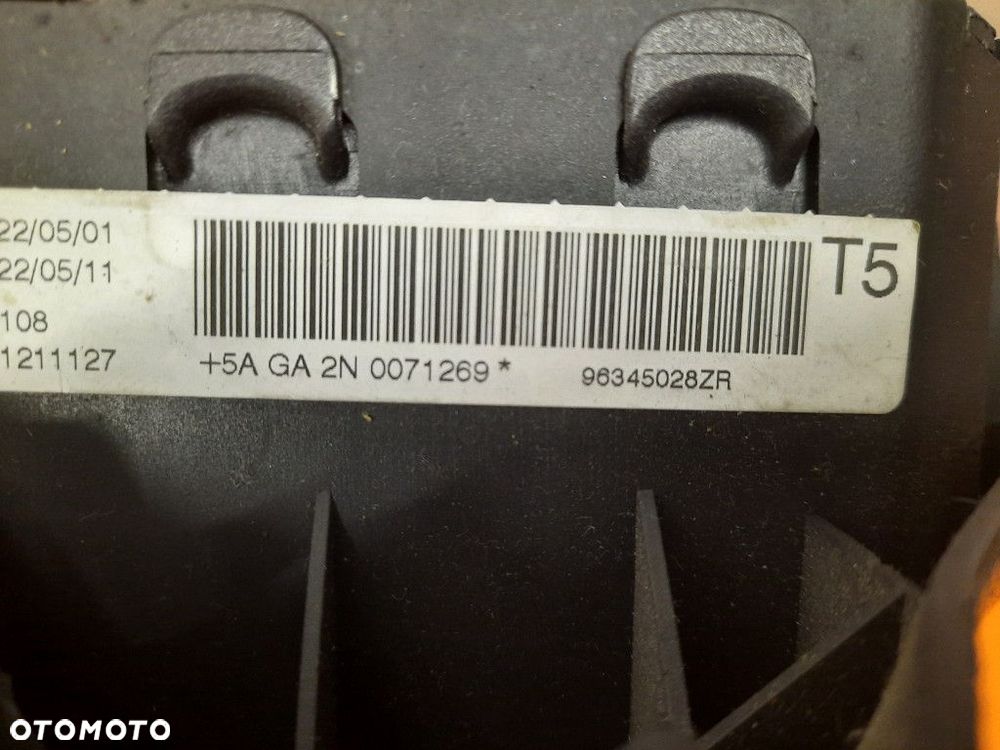 22/05/01
22/05/11
108
1211127
T5
+5A GA 2N 0071269*
96345028ZR
OTOMOTO